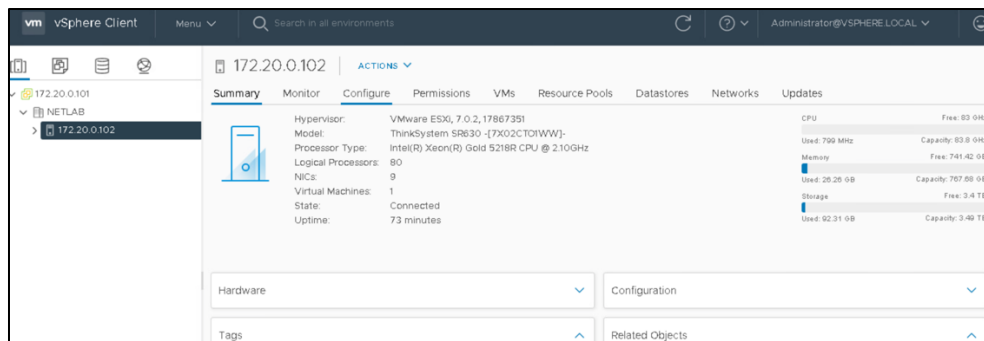 vm vSphere Client Menu Search in all environments Administrator@VSPHERE.LOCAL
172.20.0.101
NETLAB
172.20.0.102
172.20.0.102 ACTIONS
Summary Monitor Configure Permissions VMs Resource Pools Datastores Networks Updates
Hypervisor: VMware ESXi, 7.0.2, 17867351
Model: ThinkSystem SR630 -[7X02CTO1WW]-
Processor Type: Intel(R) Xeon(R) Gold 5218R CPU @ 2.10GHz
Logical Processors: 80
NICs: 9
Virtual Machines: 1
State: Connected
Uptime: 73 minutes
CPU Free: 83 GH
Used: 799 MHz Capacity: 83.8 GH
Memory Free: 741.42 G
Used: 26.26 GB Capacity: 767.68 G
Storage Free: 3.4 T
Used: 92.31 GB Capacity: 3.49 T
Hardware
Configuration
Tags
Related Objects